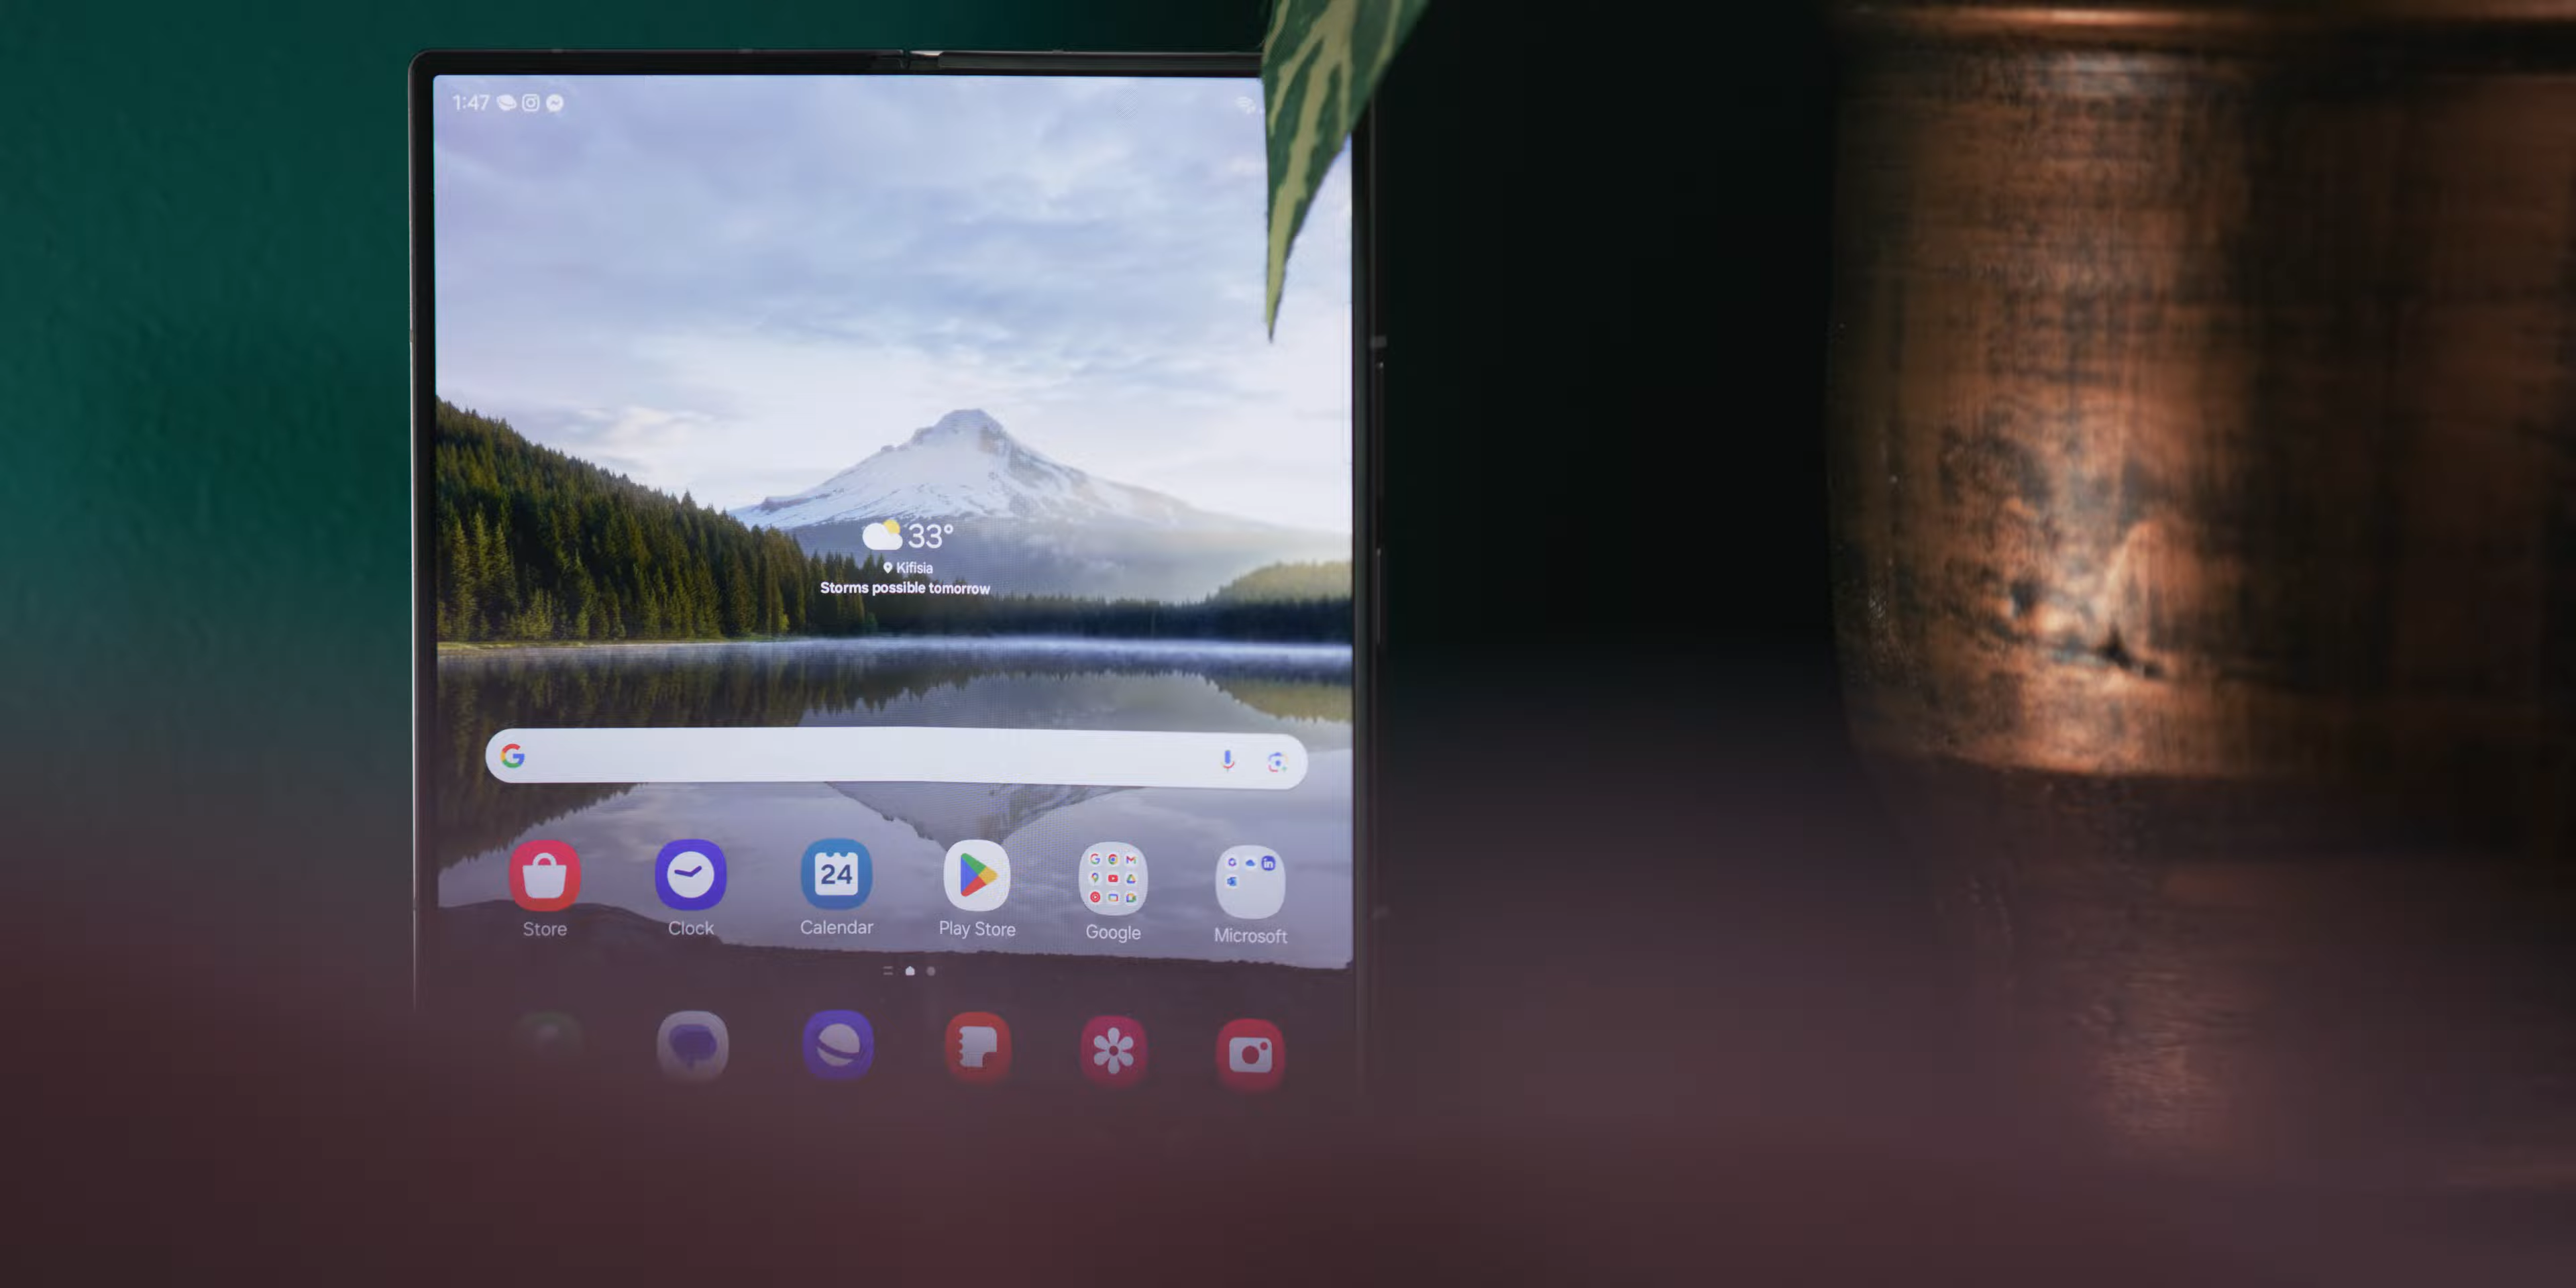 1:47
33°
Kifisia
Storms possible tomorrow
24
Store
Clock
Calendar
Play Store
Google
Microsoft